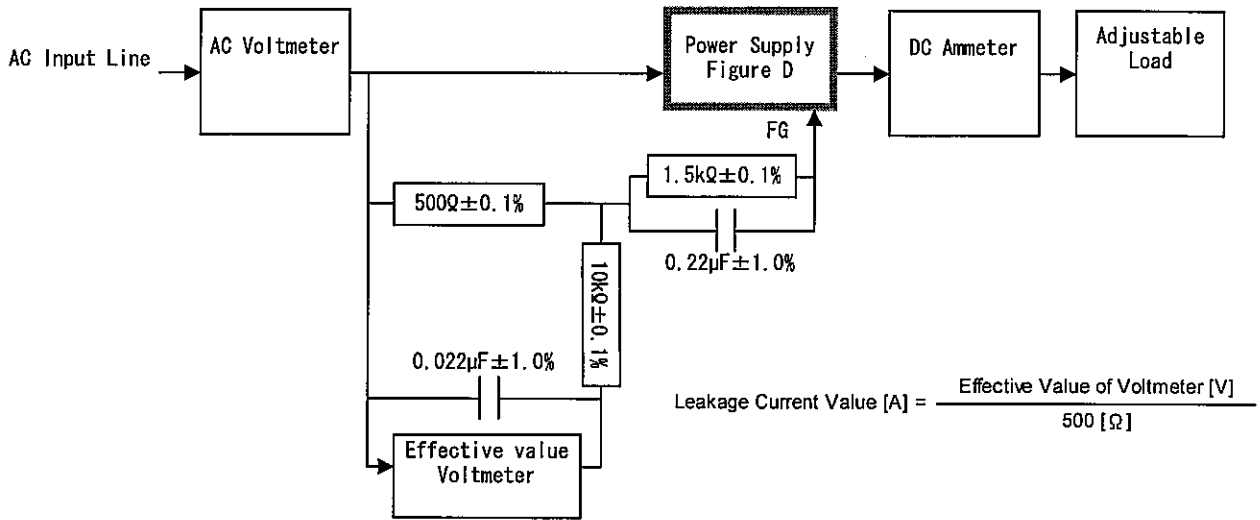 AC Input Line
AC Voltmeter
Power Supply
Figure D
DC Ammeter
Adjustable
Load
FG
500Ω±0.1%
1.5kΩ±0.1%
0.22μF±1.0%
10kΩ±0.1%
0.022μF±1.0%
Effective value
Voltmeter
Leakage Current Value [A] =
Effective Value of Voltmeter [V]
500 [Ω]